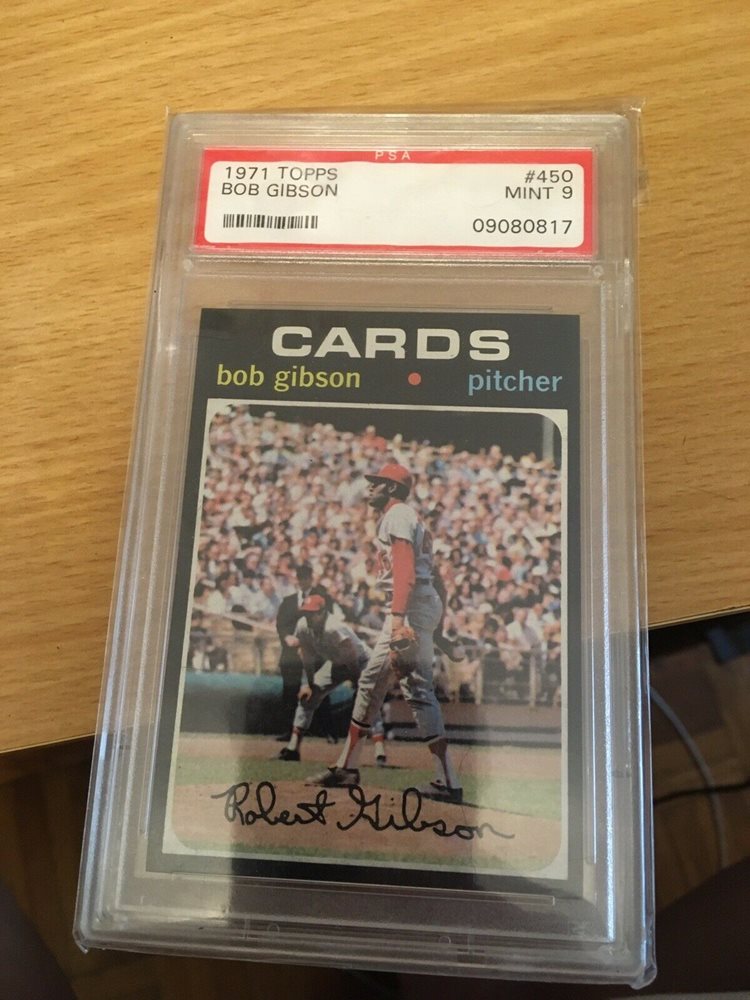 PSA
1971 TOPPS #450
BOB GIBSON MINT 9
09080817
CARDS
bob gibson • pitcher
Robert Gibson